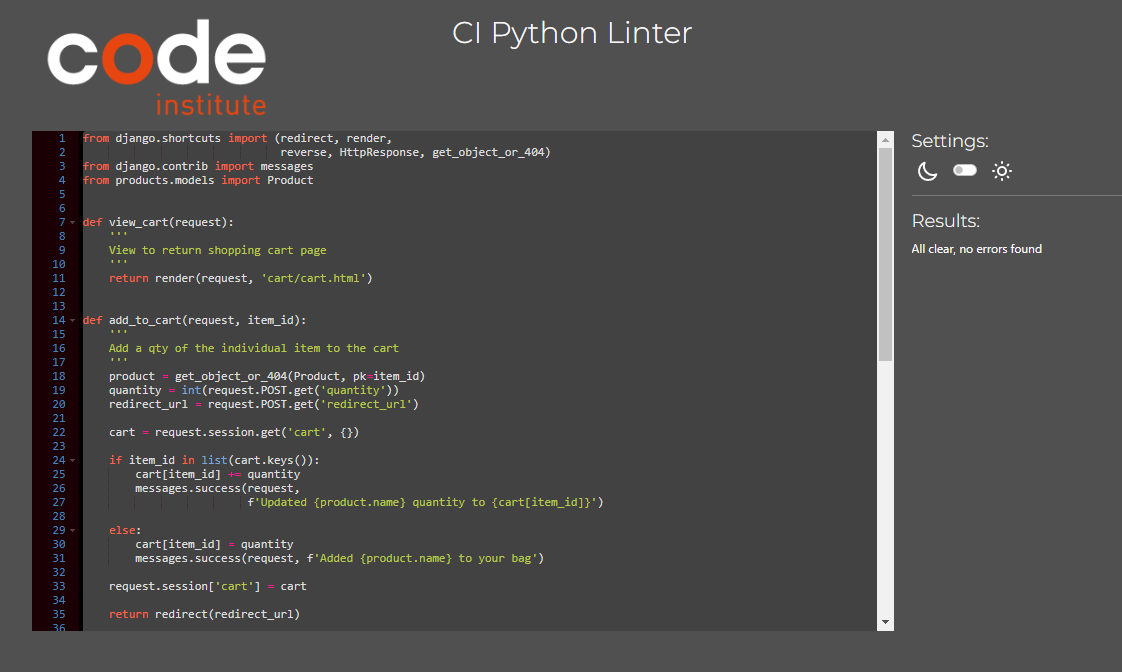 code
institute
CI Python Linter
1 from django.shortcuts import (redirect, render,
2 reverse, HttpResponse, get_object_or_404)
3 from django.contrib import messages
4 from products.models import Product
5
6
7 def view_cart(request):
8 '''
9 View to return shopping cart page
10 '''
11 return render(request, 'cart/cart.html')
12
13
14 def add_to_cart(request, item_id):
15 '''
16 Add a qty of the individual item to the cart
17 '''
18 product = get_object_or_404(Product, pk=item_id)
19 quantity = int(request.POST.get('quantity'))
20 redirect_url = request.POST.get('redirect_url')
21
22 cart = request.session.get('cart', {})
23
24 if item_id in list(cart.keys()):
25 cart[item_id] += quantity
26 messages.success(request,
27 f'Updated {product.name} quantity to {cart[item_id]}')
28
29 else:
30 cart[item_id] = quantity
31 messages.success(request, f'Added {product.name} to your bag')
32
33 request.session['cart'] = cart
34
35 return redirect(redirect_url)
36
Settings:
Results:
All clear, no errors found